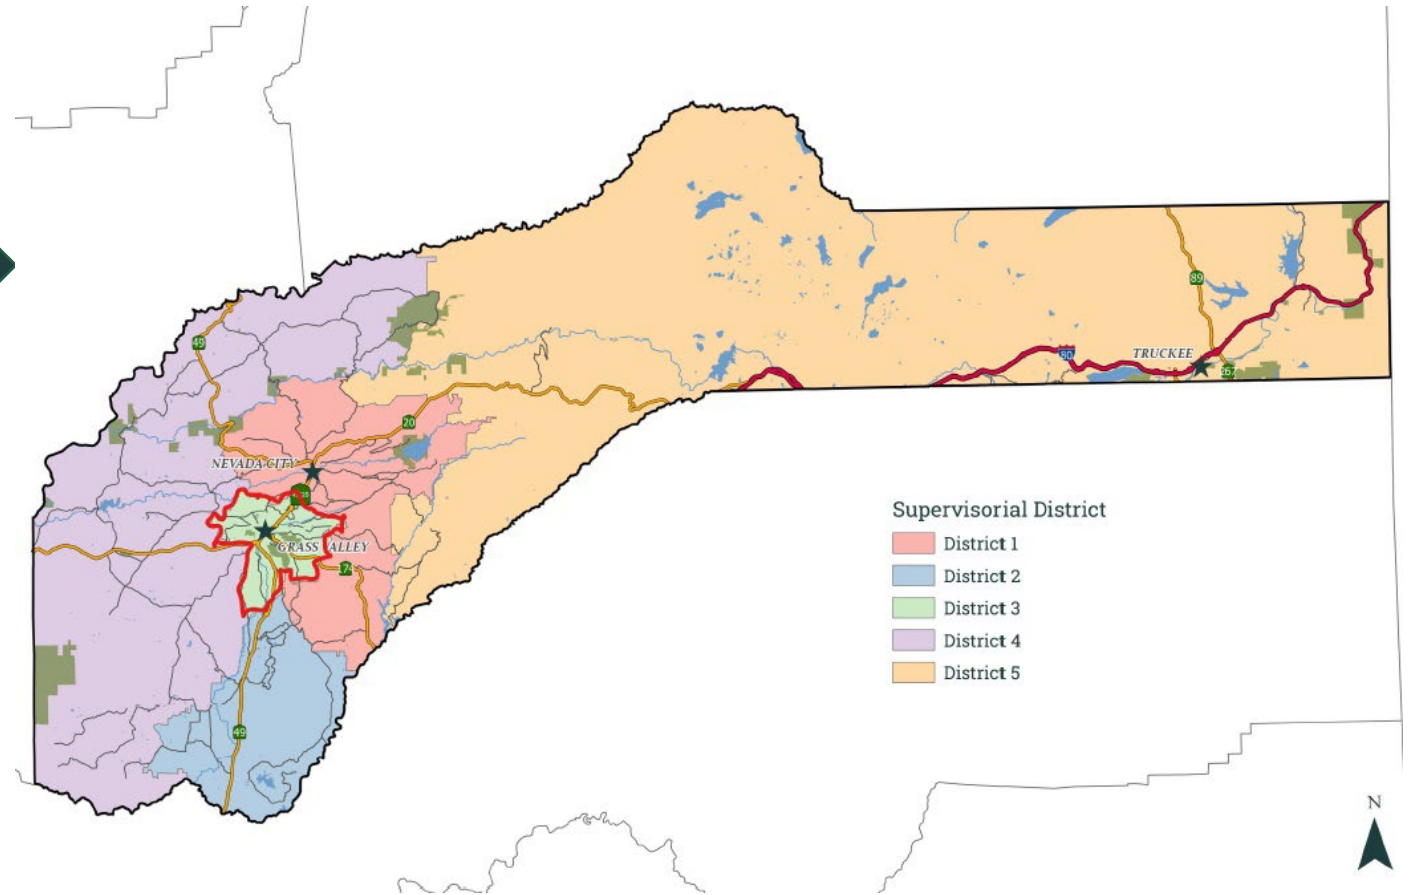 89
49
TRUCKEE
80
267
20
NEVADA CITY
GRASS VALLEY
174
49
Supervisorial District
District 1
District 2
District 3
District 4
District 5
N